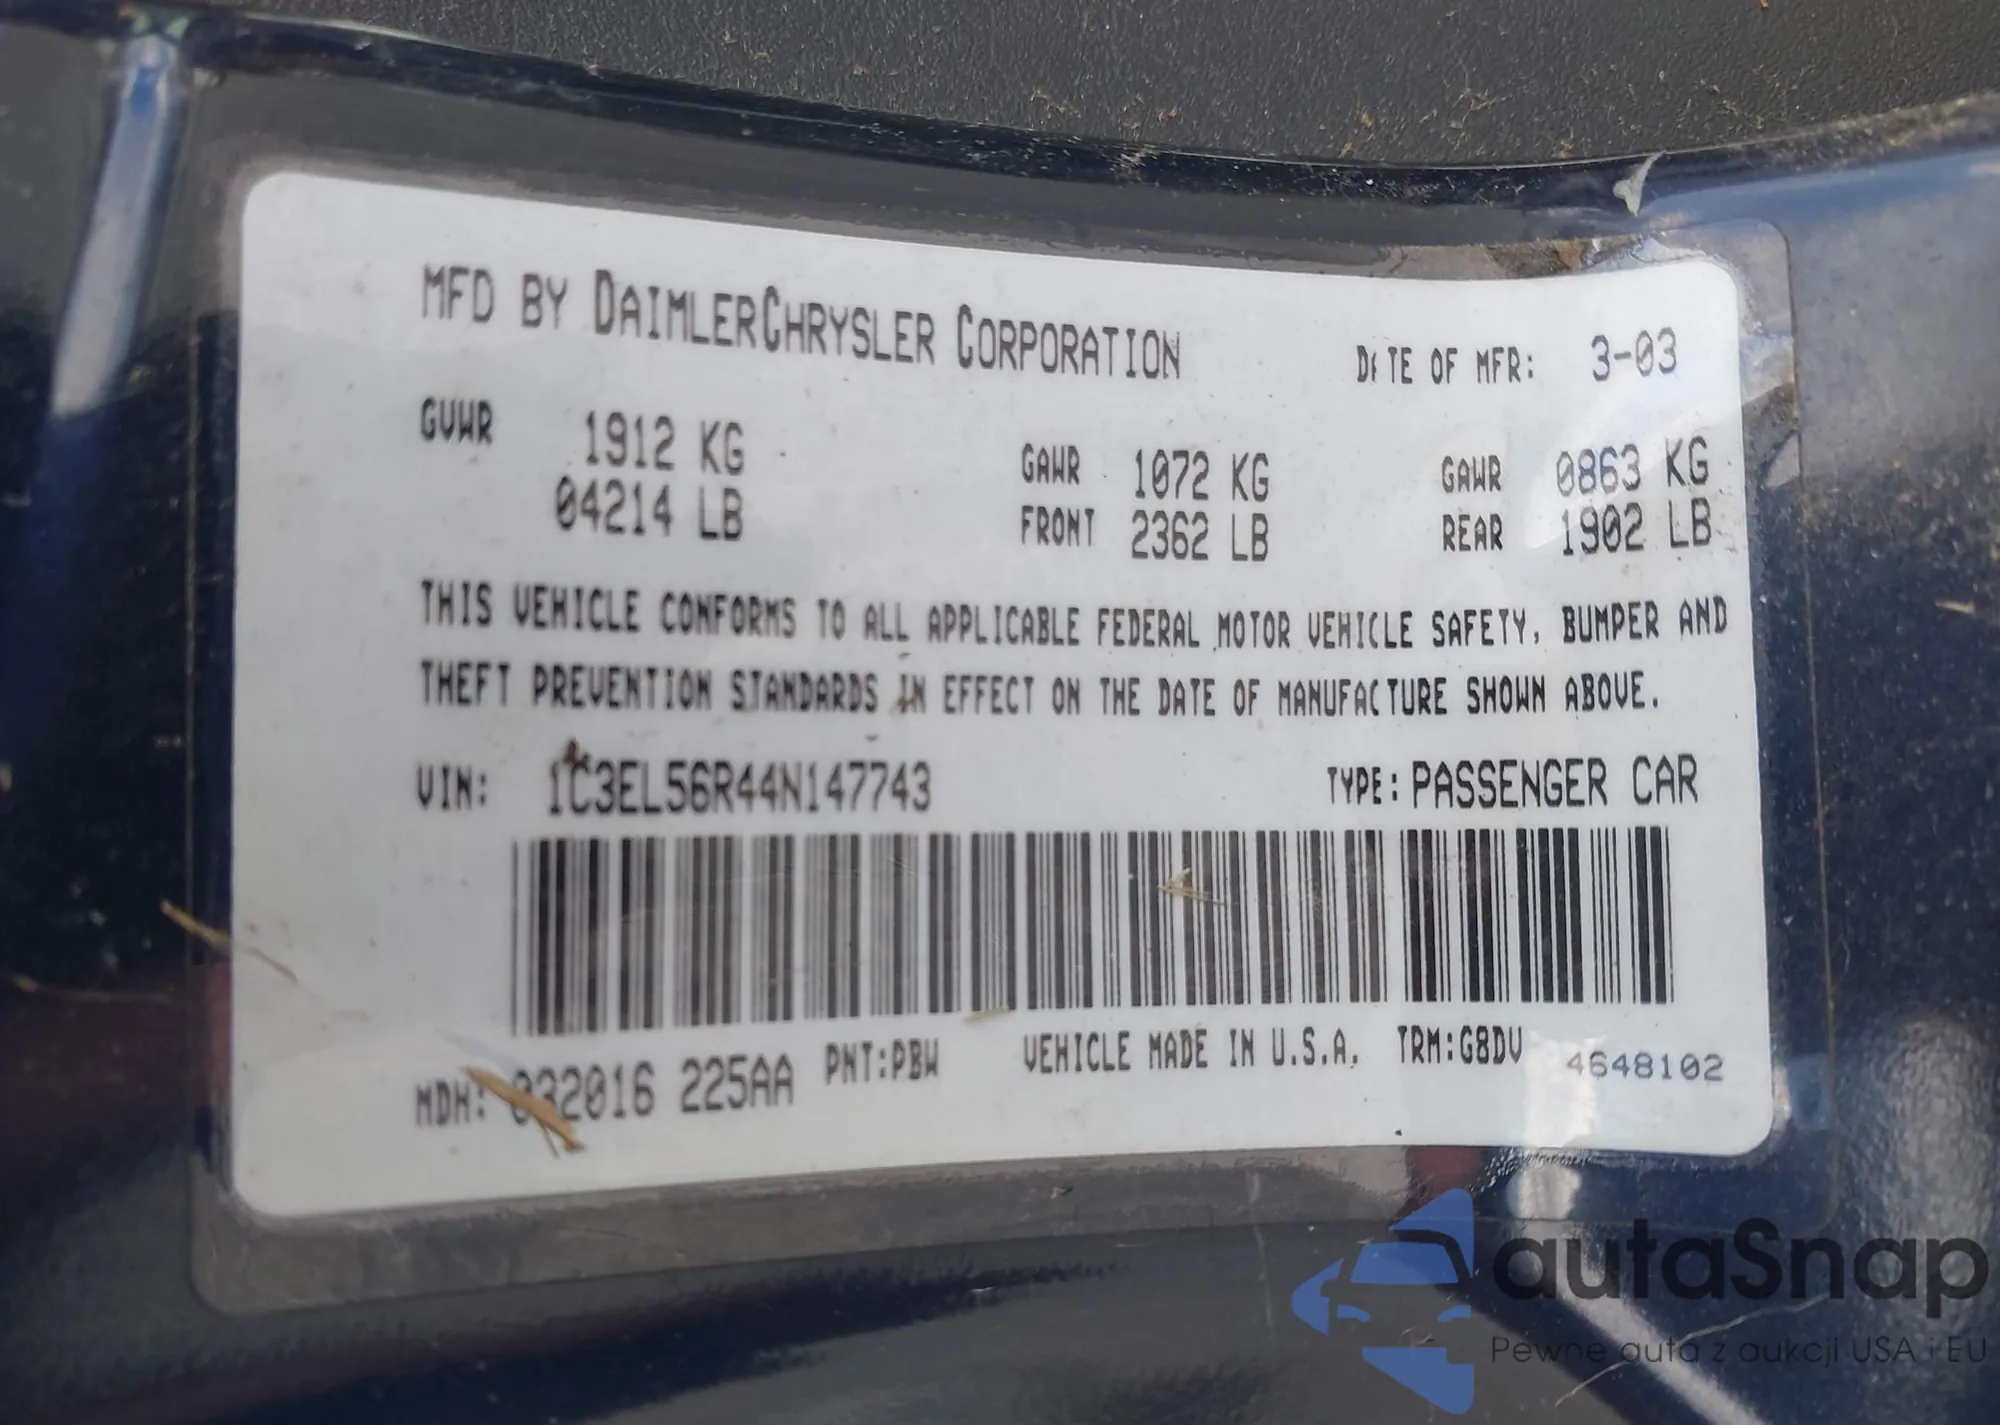 MFD BY DAIMLERCHRYSLER CORPORATION DATE OF MFR: 3-03
GVWR 1912 KG GAWR 1072 KG GAWR 0863 KG
04214 LB FRONT 2362 LB REAR 1902 LB
THIS VEHICLE CONFORMS TO ALL APPLICABLE FEDERAL MOTOR VEHICLE SAFETY, BUMPER AND
THEFT PREVENTION STANDARDS IN EFFECT ON THE DATE OF MANUFACTURE SHOWN ABOVE.
VIN: 1C3EL56R44N147743 TYPE: PASSENGER CAR
MDH: 032016 225AA PNT:PBW VEHICLE MADE IN U.S.A. TRM:G8DV 4648102
autaSnap
Pewne auta z aukcji USA i EU